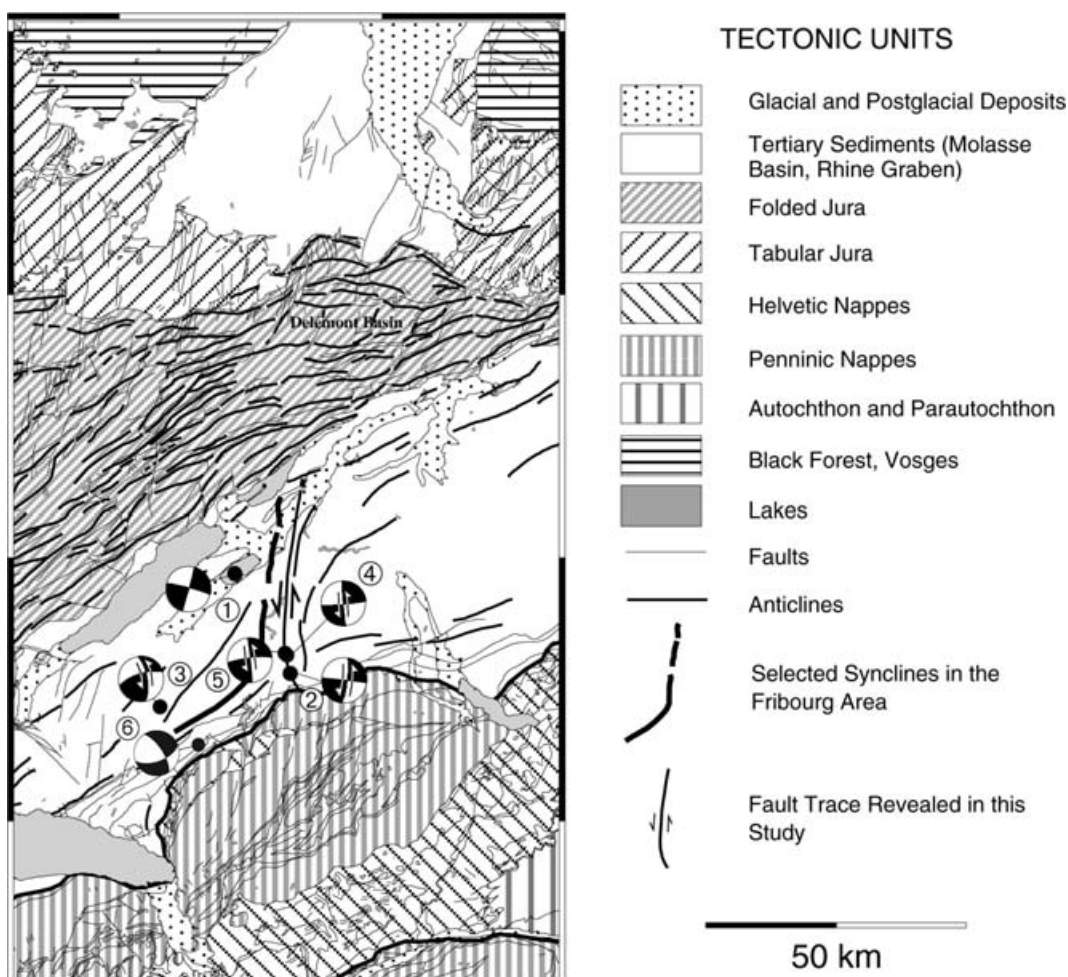 TECTONIC UNITS
Glacial and Postglacial Deposits
Tertiary Sediments (Molasse
Basin, Rhine Graben)
Folded Jura
Tabular Jura
Helvetic Nappes
Penninic Nappes
Autochthon and Parautochthon
Black Forest, Vosges
Lakes
Faults
Anticlines
Selected Synclines in the
Fribourg Area
Fault Trace Revealed in this
Study
50 km
Delemont Basin
④
①
③
⑤
②
⑥